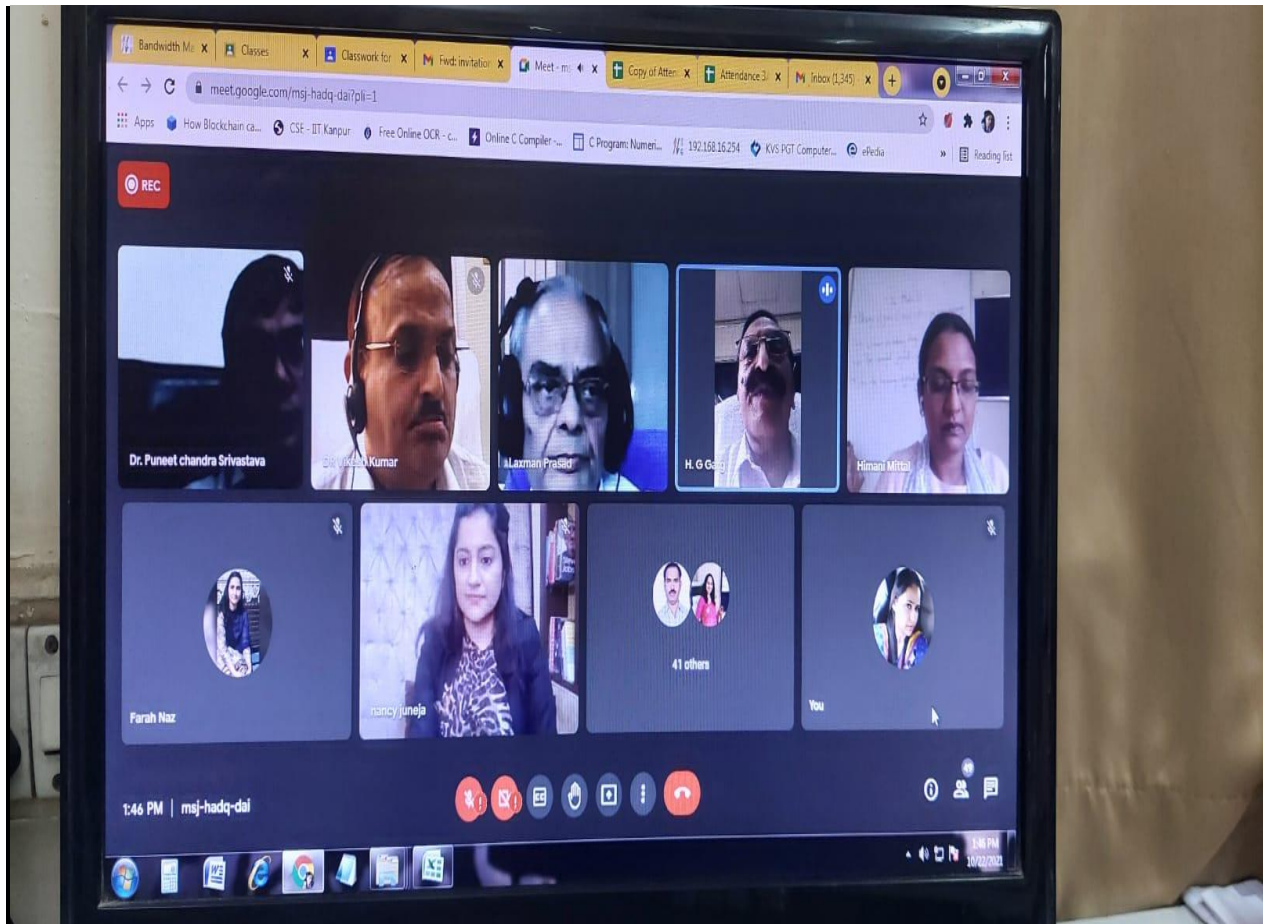 Bandwidth Ma
Classes
Classwork for
Fwd: invitation
Meet - ms
Copy of Atten
Attendance 3
Inbox (1,345) -
meet.google.com/msj-hadq-dai?pli=1
Apps
How Blockchain ca...
CSE - IIT Kanpur
Free Online OCR - c...
Online C Compiler -...
C Program: Numeri...
192.168.16.254
KVS PGT Computer...
ePedia
»
Reading list
REC
Dr. Puneet chandra Srivastava
Kumar
Laxman Prasad
H. G Garg
Himani Mittal
Farah Naz
nancy juneja
41 others
You
49
1:46 PM | msj-hadq-dai
CC
1:46 PM
10/22/2021